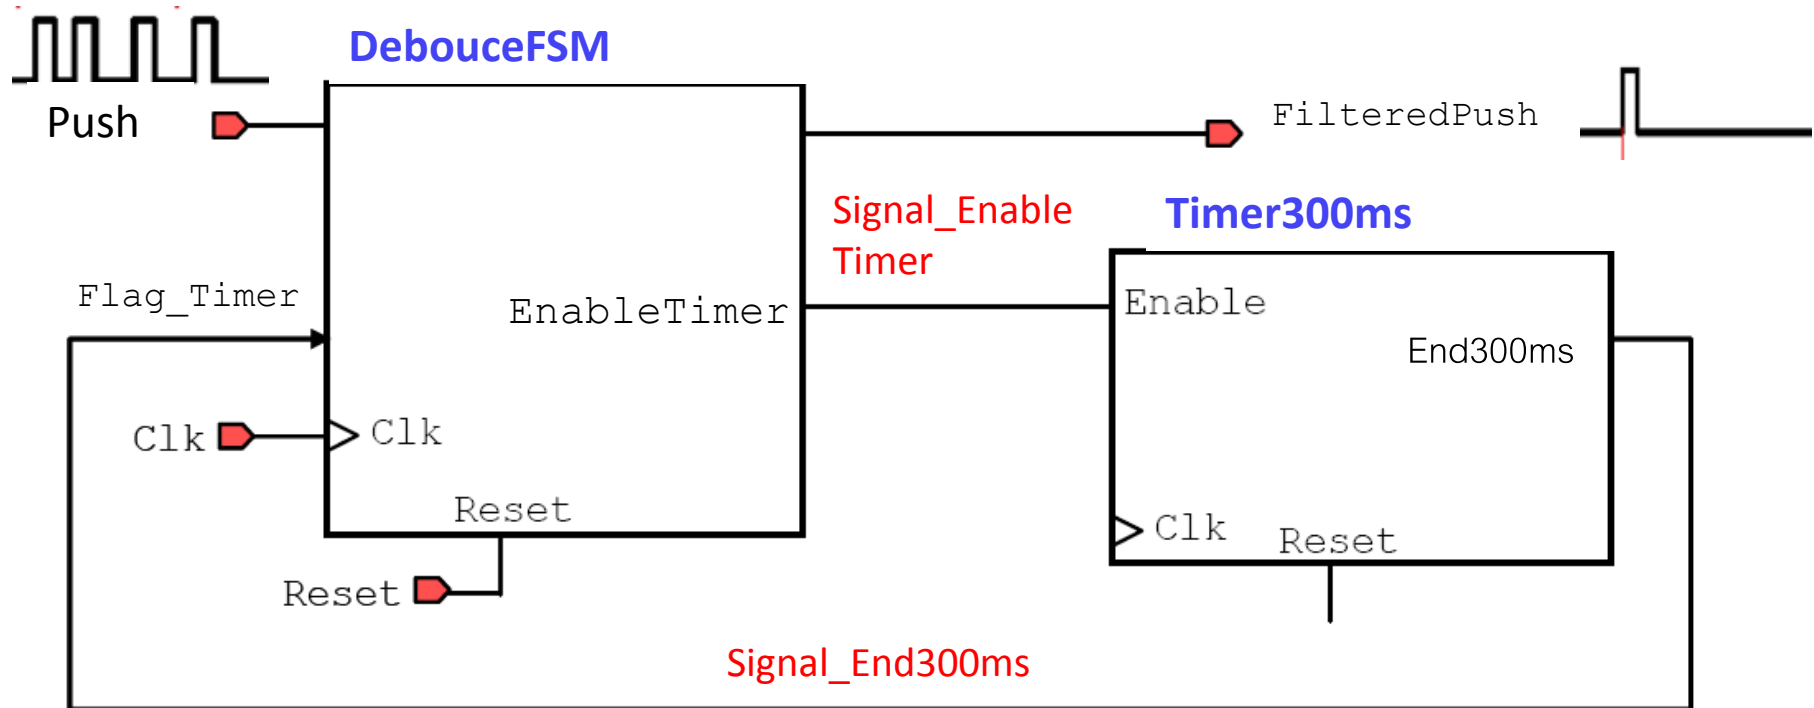 DebouceFSM
Push
FilteredPush
Signal_Enable
Timer
Timer300ms
Flag_Timer
EnableTimer
Enable
End300ms
Clk
Clk
Reset
Clk
Reset
Reset
Signal_End300ms